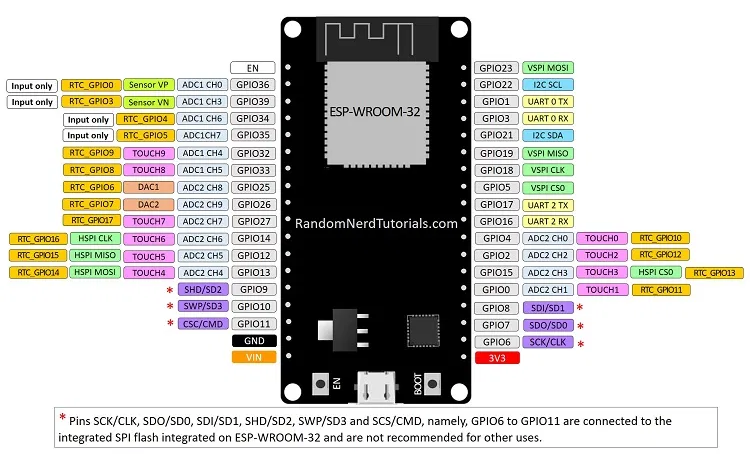 EN
Input only RTC_GPIO0 Sensor VP ADC1 CH0 GPIO36
Input only RTC_GPIO3 Sensor VN ADC1 CH3 GPIO39
Input only RTC_GPIO4 ADC1 CH6 GPIO34
Input only RTC_GPIO5 ADC1CH7 GPIO35
RTC_GPIO9 TOUCH9 ADC1 CH4 GPIO32
RTC_GPIO8 TOUCH8 ADC1 CH5 GPIO33
RTC_GPIO6 DAC1 ADC2 CH8 GPIO25
RTC_GPIO7 DAC2 ADC2 CH9 GPIO26
RTC_GPIO17 TOUCH7 ADC2 CH7 GPIO27
RTC_GPIO16 HSPI CLK TOUCH6 ADC2 CH6 GPIO14
RTC_GPIO15 HSPI MISO TOUCH5 ADC2 CH5 GPIO12
RTC_GPIO14 HSPI MOSI TOUCH4 ADC2 CH4 GPIO13
* SHD/SD2 GPIO9
* SWP/SD3 GPIO10
* CSC/CMD GPIO11
GND
VIN
ESP-WROOM-32
RandomNerdTutorials.com
EN
BOOT
GPIO23 VSPI MOSI
GPIO22 I2C SCL
GPIO1 UART 0 TX
GPIO3 UART 0 RX
GPIO21 I2C SDA
GPIO19 VSPI MISO
GPIO18 VSPI CLK
GPIO5 VSPI CS0
GPIO17 UART 2 TX
GPIO16 UART 2 RX
GPIO4 ADC2 CH0 TOUCH0 RTC_GPIO10
GPIO2 ADC2 CH2 TOUCH2 RTC_GPIO12
GPIO15 ADC2 CH3 TOUCH3 HSPI CS0 RTC_GPIO13
GPIO0 ADC2 CH1 TOUCH1 RTC_GPIO11
GPIO8 SDI/SD1 *
GPIO7 SDO/SD0 *
GPIO6 SCK/CLK *
3V3
* Pins SCK/CLK, SDO/SD0, SDI/SD1, SHD/SD2, SWP/SD3 and SCS/CMD, namely, GPIO6 to GPIO11 are connected to the
integrated SPI flash integrated on ESP-WROOM-32 and are not recommended for other uses.